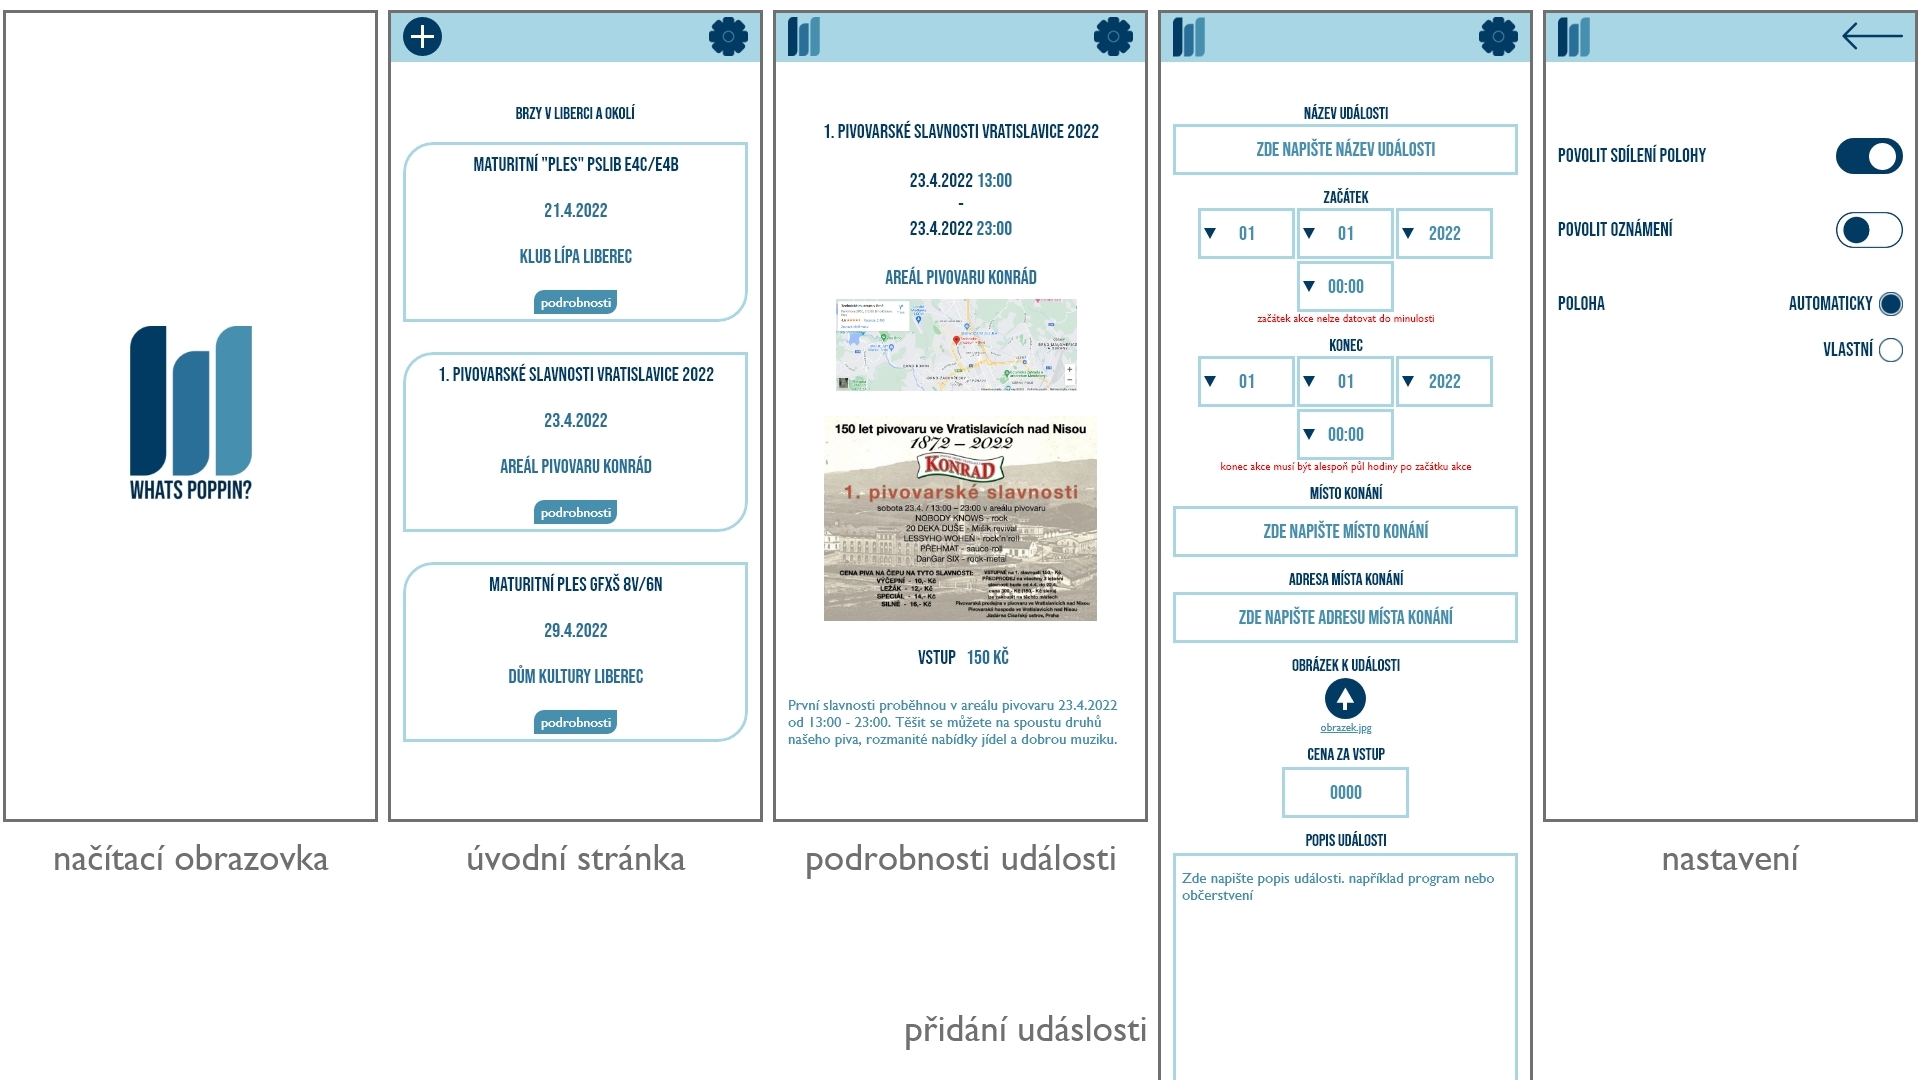 WHATS POPPIN?
načítací obrazovka
BRZY V LIBERCI A OKOLÍ
MATURITNÍ "PLES" PSLIB E4C/E4B
21.4.2022
KLUB LÍPA LIBEREC
podrobnosti
1. PIVOVARSKÉ SLAVNOSTI VRATISLAVICE 2022
23.4.2022
AREÁL PIVOVARU KONRÁD
podrobnosti
MATURITNÍ PLES GFXŠ 8V/6N
29.4.2022
DŮM KULTURY LIBEREC
podrobnosti
úvodní stránka
1. PIVOVARSKÉ SLAVNOSTI VRATISLAVICE 2022
23.4.2022 13:00
-
23.4.2022 23:00
AREÁL PIVOVARU KONRÁD
150 let pivovaru ve Vratislavicích nad Nisou
1872 – 2022
KONRAD
1. pivovarské slavnosti
sobota 23.4. / 13:00 – 23:00 v areálu pivovaru
NOBODY KNOWS - rock
20 DEKA DUŠE - Mišík revival
LESSYHO WOHEŇ - rock'n'roll
PŘEHMAT - sauce-roll
DanGar SIX - rock-metal
CENA PIVA NA ČEPU NA TYTO SLAVNOSTI:
VÝČEPNÍ - 10,- Kč
LEŽÁK - 12,- Kč
SPECIÁL - 14,- Kč
SILNÉ - 16,- Kč
VSTUP 150 KČ
První slavnosti proběhnou v areálu pivovaru 23.4.2022
od 13:00 - 23:00. Těšit se můžete na spoustu druhů
našeho piva, rozmanité nabídky jídel a dobrou muziku.
podrobnosti události
NÁZEV UDÁLOSTI
ZDE NAPIŠTE NÁZEV UDÁLOSTI
ZAČÁTEK
01 01 2022
00:00
začátek akce nelze datovat do minulosti
KONEC
01 01 2022
00:00
konec akce musí být alespoň půl hodiny po začátku akce
MÍSTO KONÁNÍ
ZDE NAPIŠTE MÍSTO KONÁNÍ
ADRESA MÍSTA KONÁNÍ
ZDE NAPIŠTE ADRESU MÍSTA KONÁNÍ
OBRÁZEK K UDÁLOSTI
obrazek.jpg
CENA ZA VSTUP
0000
POPIS UDÁLOSTI
Zde napište popis události. například program nebo
občerstvení
přidání udáslosti
POVOLIT SDÍLENÍ POLOHY
POVOLIT OZNÁMENÍ
POLOHA AUTOMATICKY
VLASTNÍ
nastavení